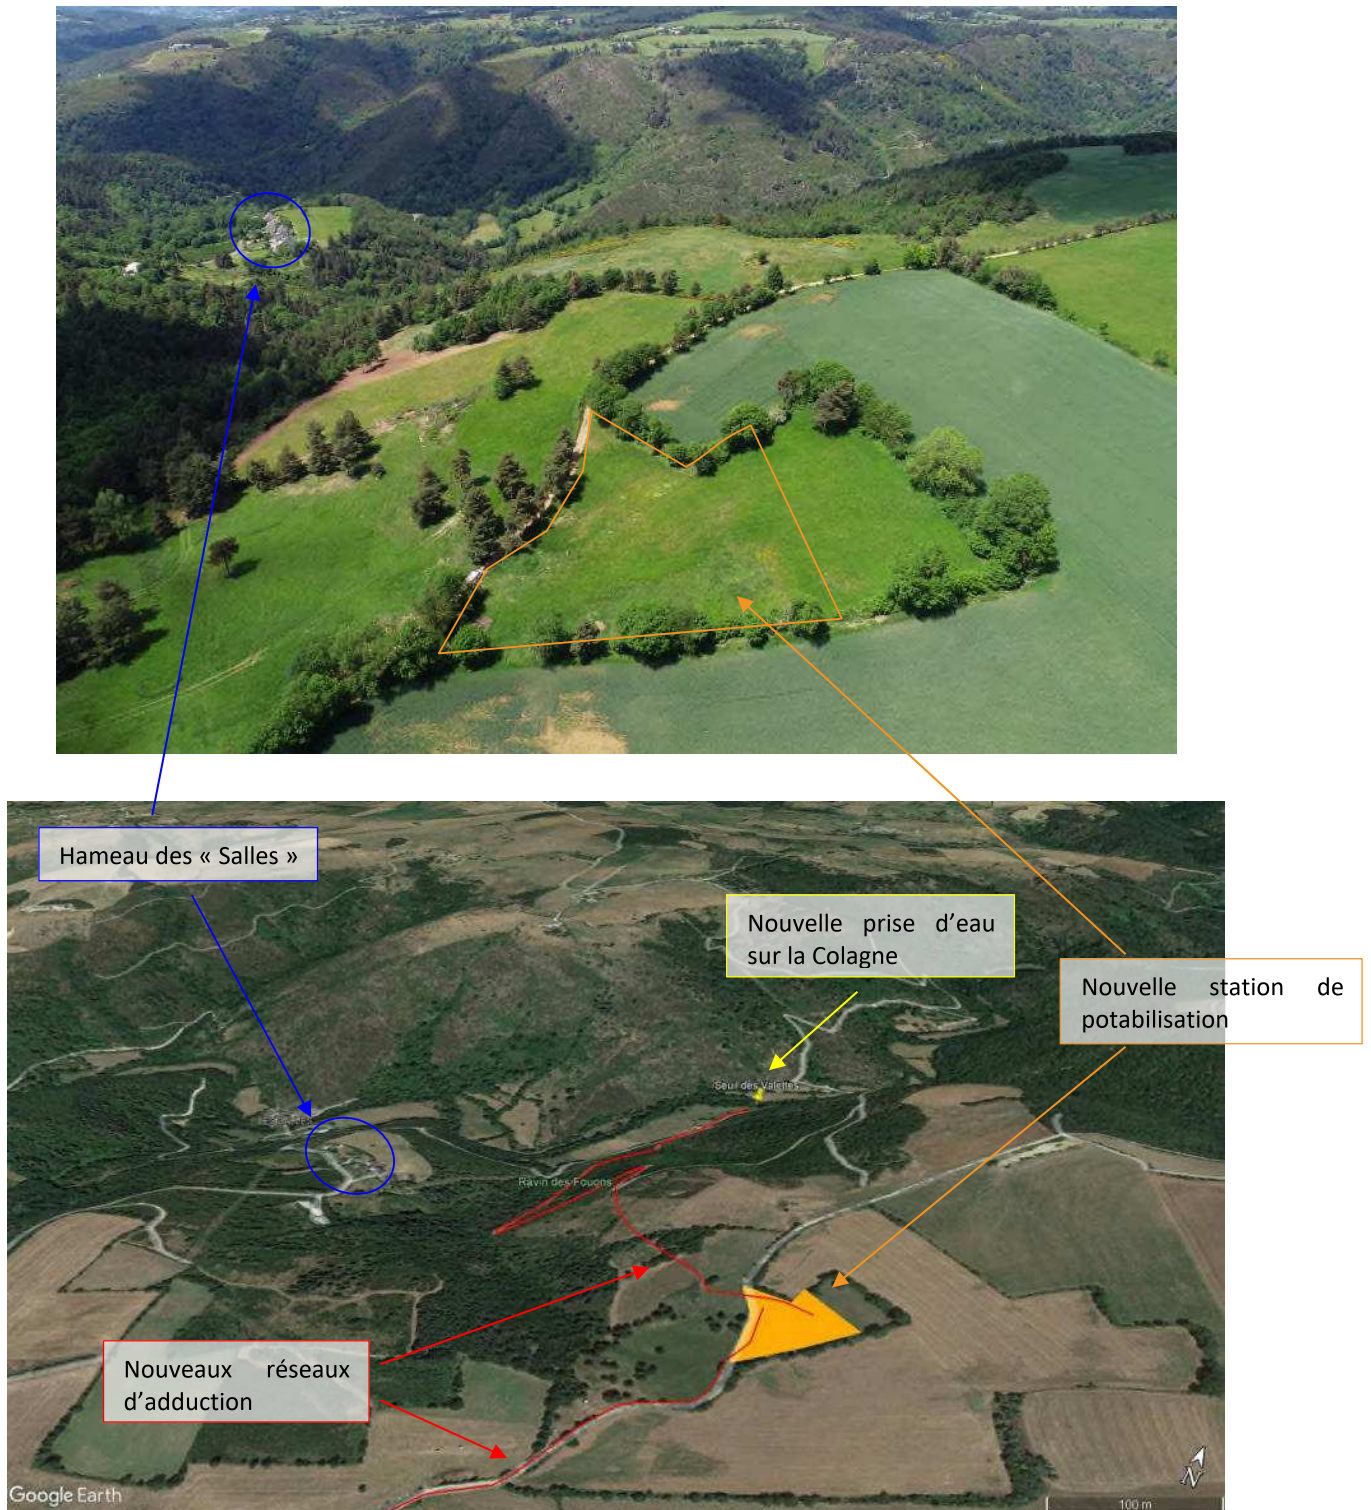 Hameau des « Salles »
Nouvelle prise d’eau
sur la Colagne
Nouvelle station de
potabilisation
Seuil des Valettes
Ravin des Fouons
Nouveaux réseaux
d’adduction
Google Earth
N
100 m